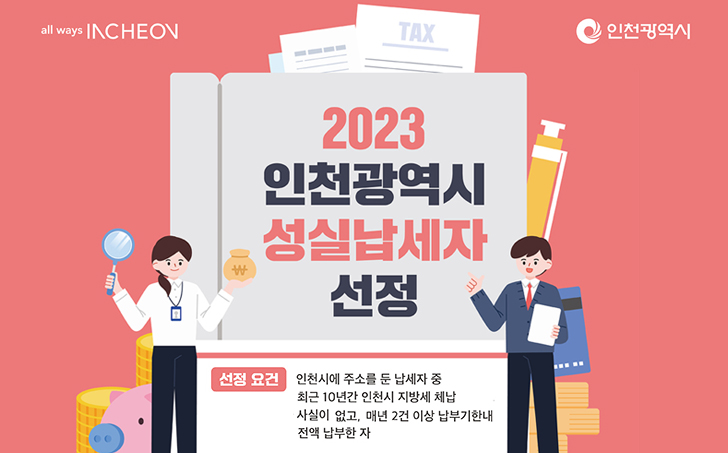 all ways INCHEON
인천광역시
TAX
2023
인천광역시
성실납세자
선정
선정 요건
인천시에 주소를 둔 납세자 중
최근 10년간 인천시 지방세 체납
사실이 없고, 매년 2건 이상 납부기한내
전액 납부한 자
₩